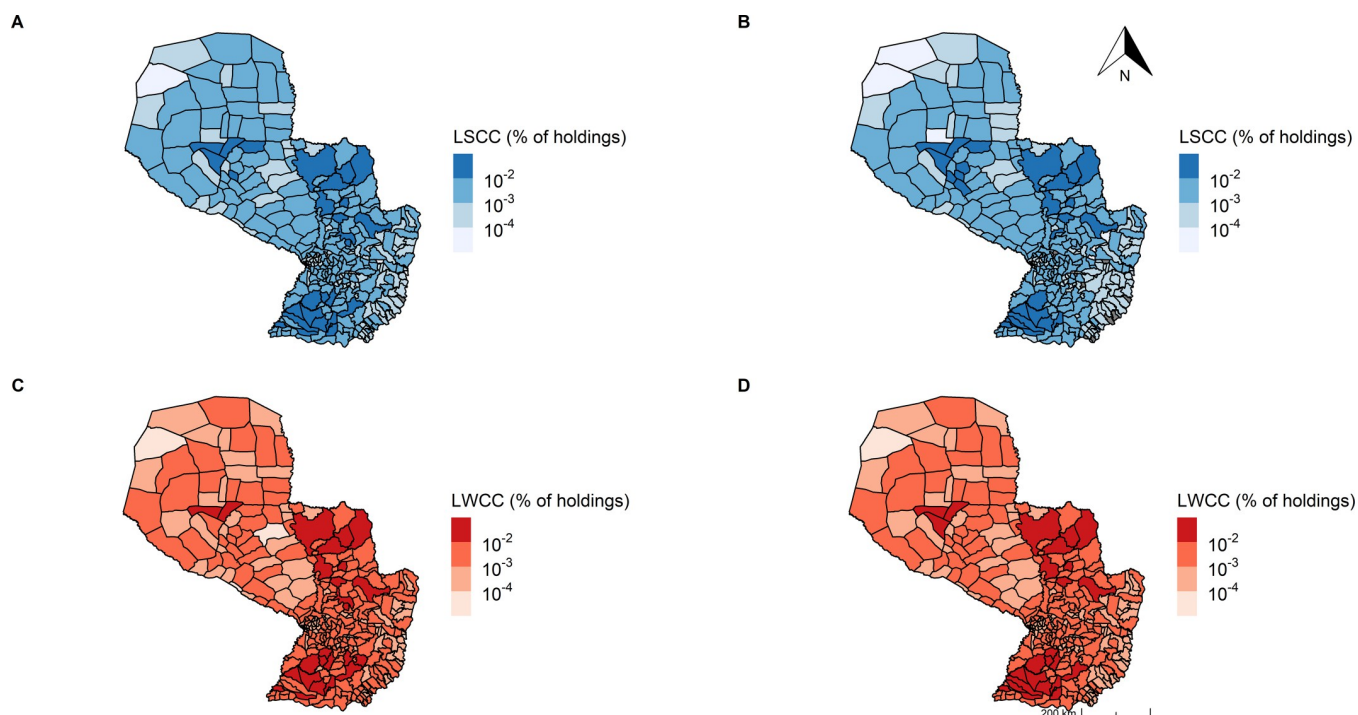 A
B
N
LSCC (% of holdings)
10-2
10-3
10-4
LSCC (% of holdings)
10-2
10-3
10-4
C
D
LWCC (% of holdings)
10-2
10-3
10-4
LWCC (% of holdings)
10-2
10-3
10-4
200 km